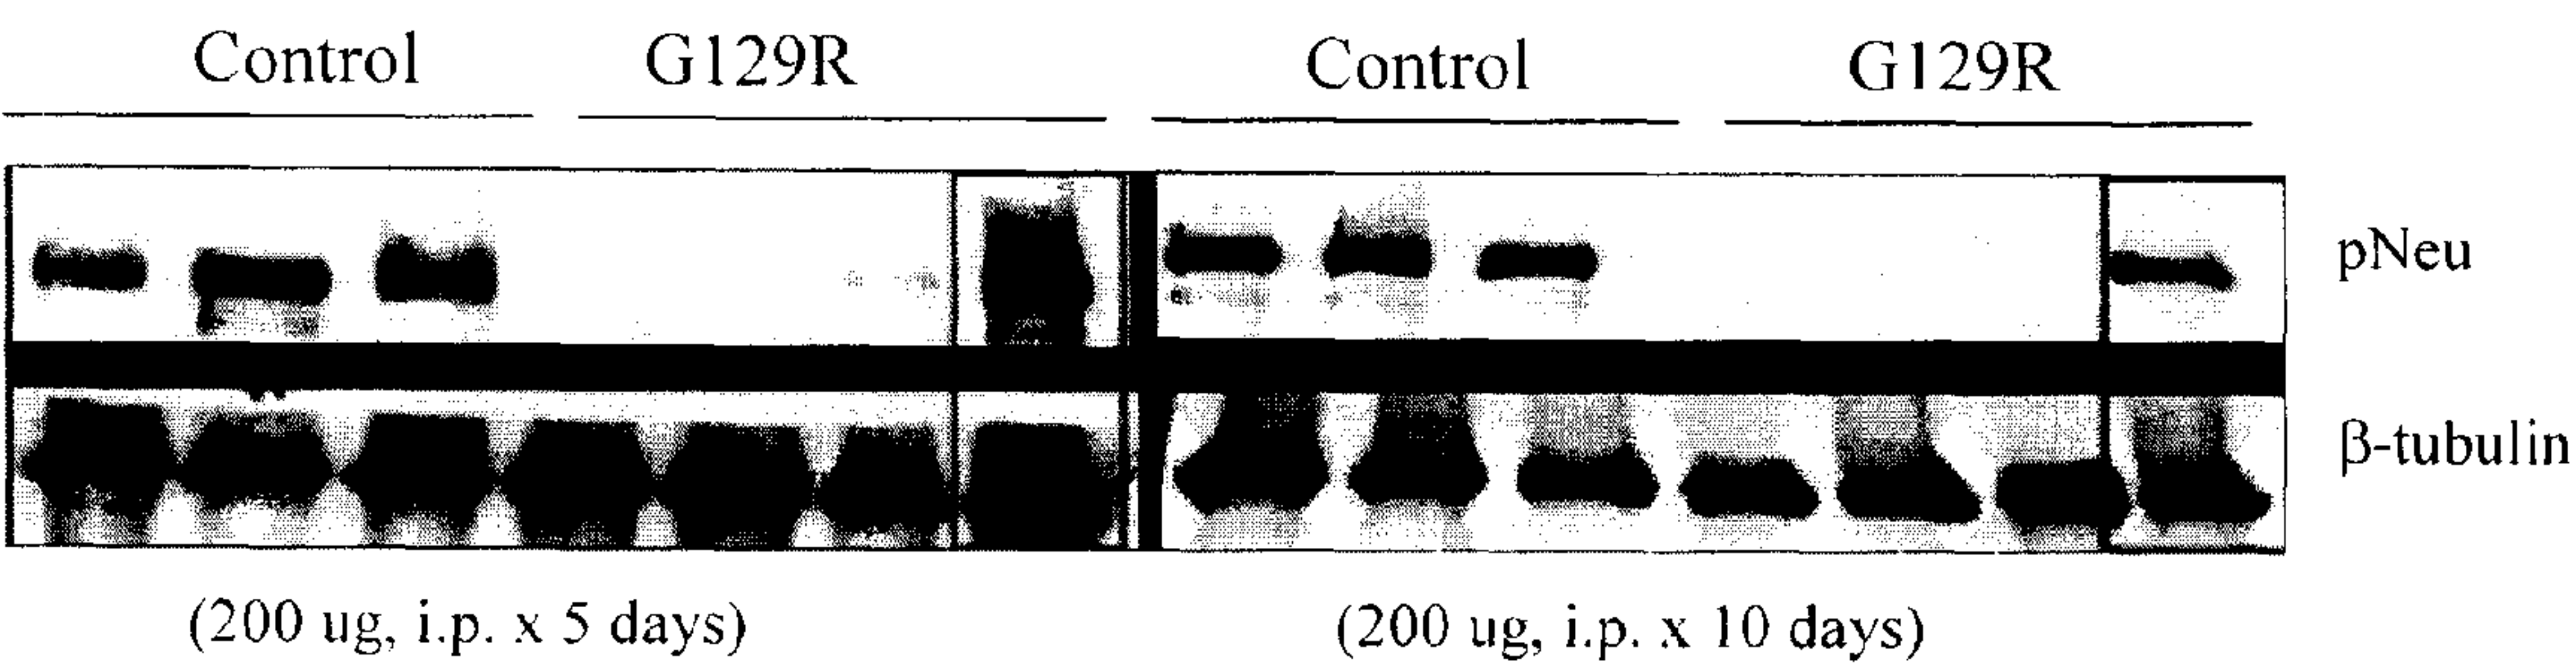 Control G129R Control G129R
pNeu
β-tubulin
(200 ug, i.p. x 5 days) (200 ug, i.p. x 10 days)